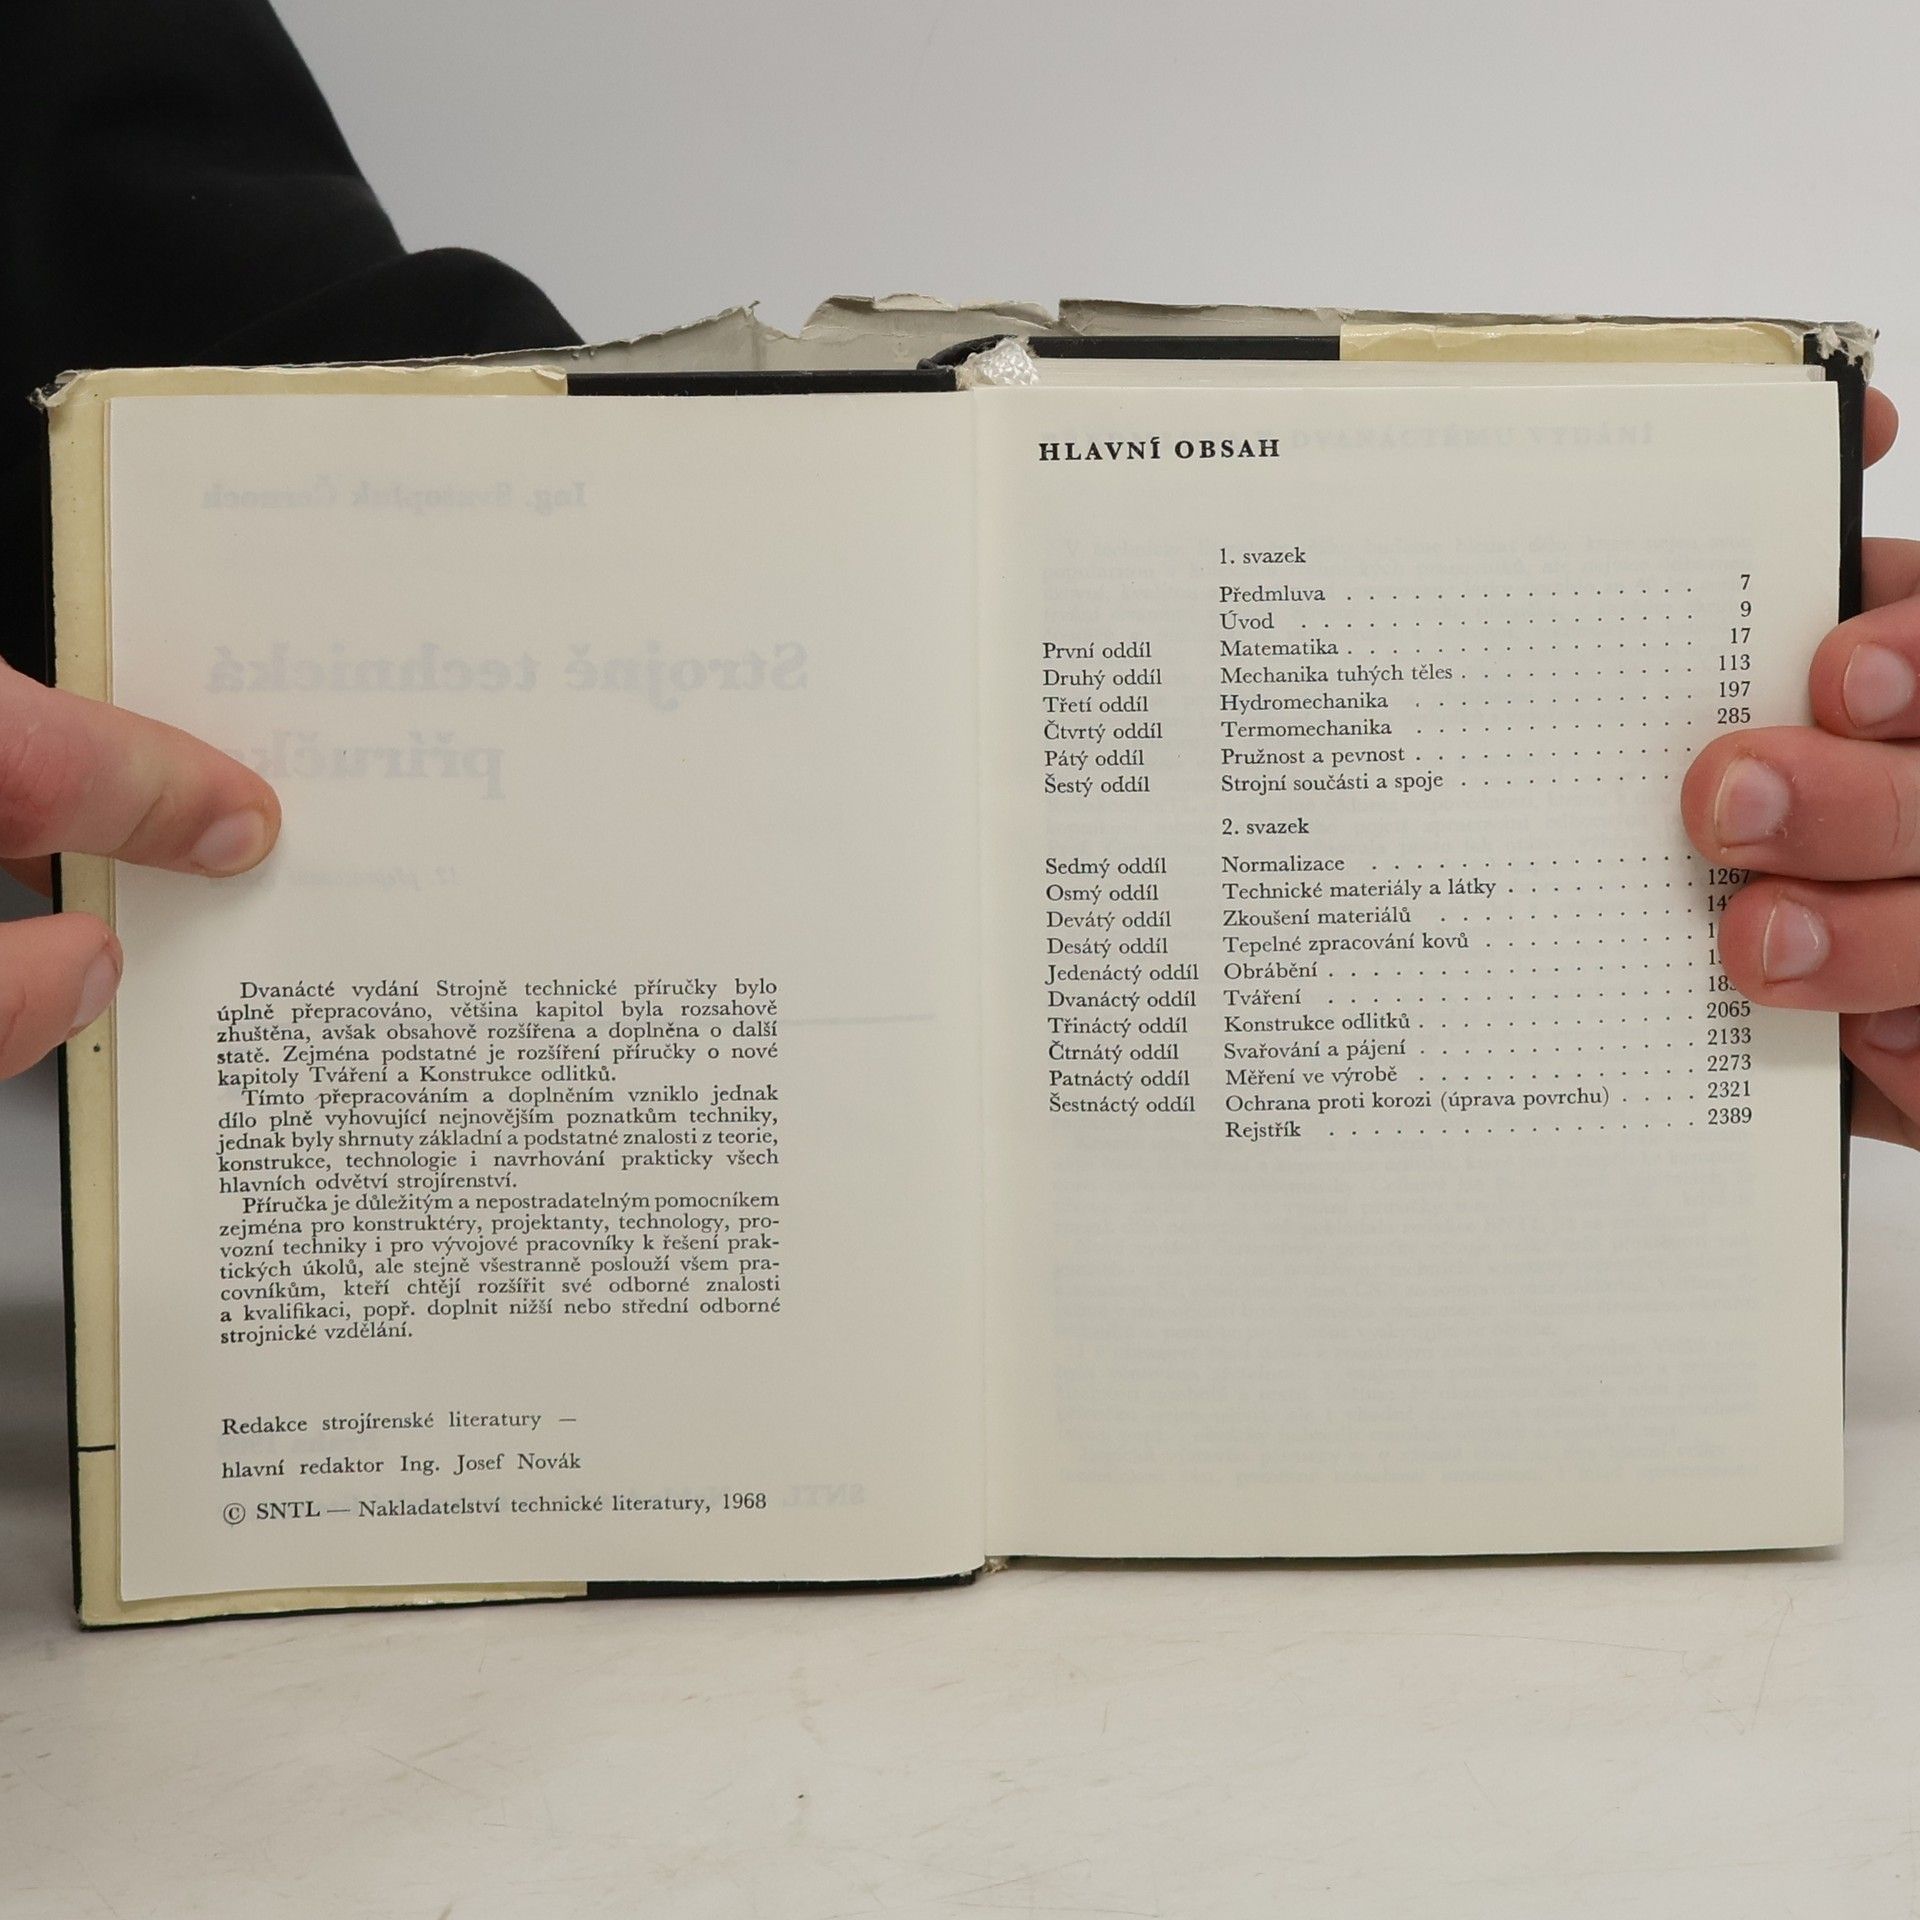 Dvanácté vydání Strojně technické příručky bylo
úplně přepracováno, většina kapitol byla rozsahově
zhuštěna, avšak obsahově rozšířena a doplněna o další
statě. Zejména podstatné je rozšíření příručky o nové
kapitoly Tváření a Konstrukce odlitků.
Tímto přepracováním a doplněním vzniklo jednak
dílo plně vyhovující nejnovějším poznatkům techniky,
jednak byly shrnuty základní a podstatné znalosti z teorie,
konstrukce, technologie i navrhování prakticky všech
hlavních odvětví strojírenství.
Příručka je důležitým a nepostradatelným pomocníkem
zejména pro konstruktéry, projektanty, technology, pro-
vozní techniky i pro vývojové pracovníky k řešení prak-
tických úkolů, ale stejně všestranně poslouží všem pra-
covníkům, kteří chtějí rozšířit své odborné znalosti
a kvalifikaci, popř. doplnit nižší nebo střední odborné
strojnické vzdělání.
Redakce strojírenské literatury —
hlavní redaktor Ing. Josef Novák
© SNTL — Nakladatelství technické literatury, 1968
HLAVNÍ OBSAH
1. svazek
Předmluva . . . . . . . . . . . . . . . . 7
Úvod . . . . . . . . . . . . . . . . 9
První oddíl Matematika . . . . . . . . . . . . . . . 17
Druhý oddíl Mechanika tuhých těles . . . . . . . . . . 113
Třetí oddíl Hydromechanika . . . . . . . . . . . . 197
Čtvrtý oddíl Termomechanika . . . . . . . . . . . . 285
Pátý oddíl Pružnost a pevnost . . . . . . . . . . . .
Šestý oddíl Strojní součásti a spoje . . . . . . . . . .
2. svazek
Sedmý oddíl Normalizace . . . . . . . . . . . . .
Osmý oddíl Technické materiály a látky . . . . . . . . . 1267
Devátý oddíl Zkoušení materiálů . . . . . . . . . . .
Desátý oddíl Tepelné zpracování kovů . . . . . . . . . .
Jedenáctý oddíl Obrábění . . . . . . . . . . . . . . . .
Dvanáctý oddíl Tváření . . . . . . . . . . . . . . . .
Třináctý oddíl Konstrukce odlitků . . . . . . . . . . . . 2065
Čtrnátý oddíl Svařování a pájení . . . . . . . . . . . . 2133
Patnáctý oddíl Měření ve výrobě . . . . . . . . . . . . 2273
Šestnáctý oddíl Ochrana proti korozi (úprava povrchu) . . . . 2321
Rejstřík . . . . . . . . . . . . . . . . 2389